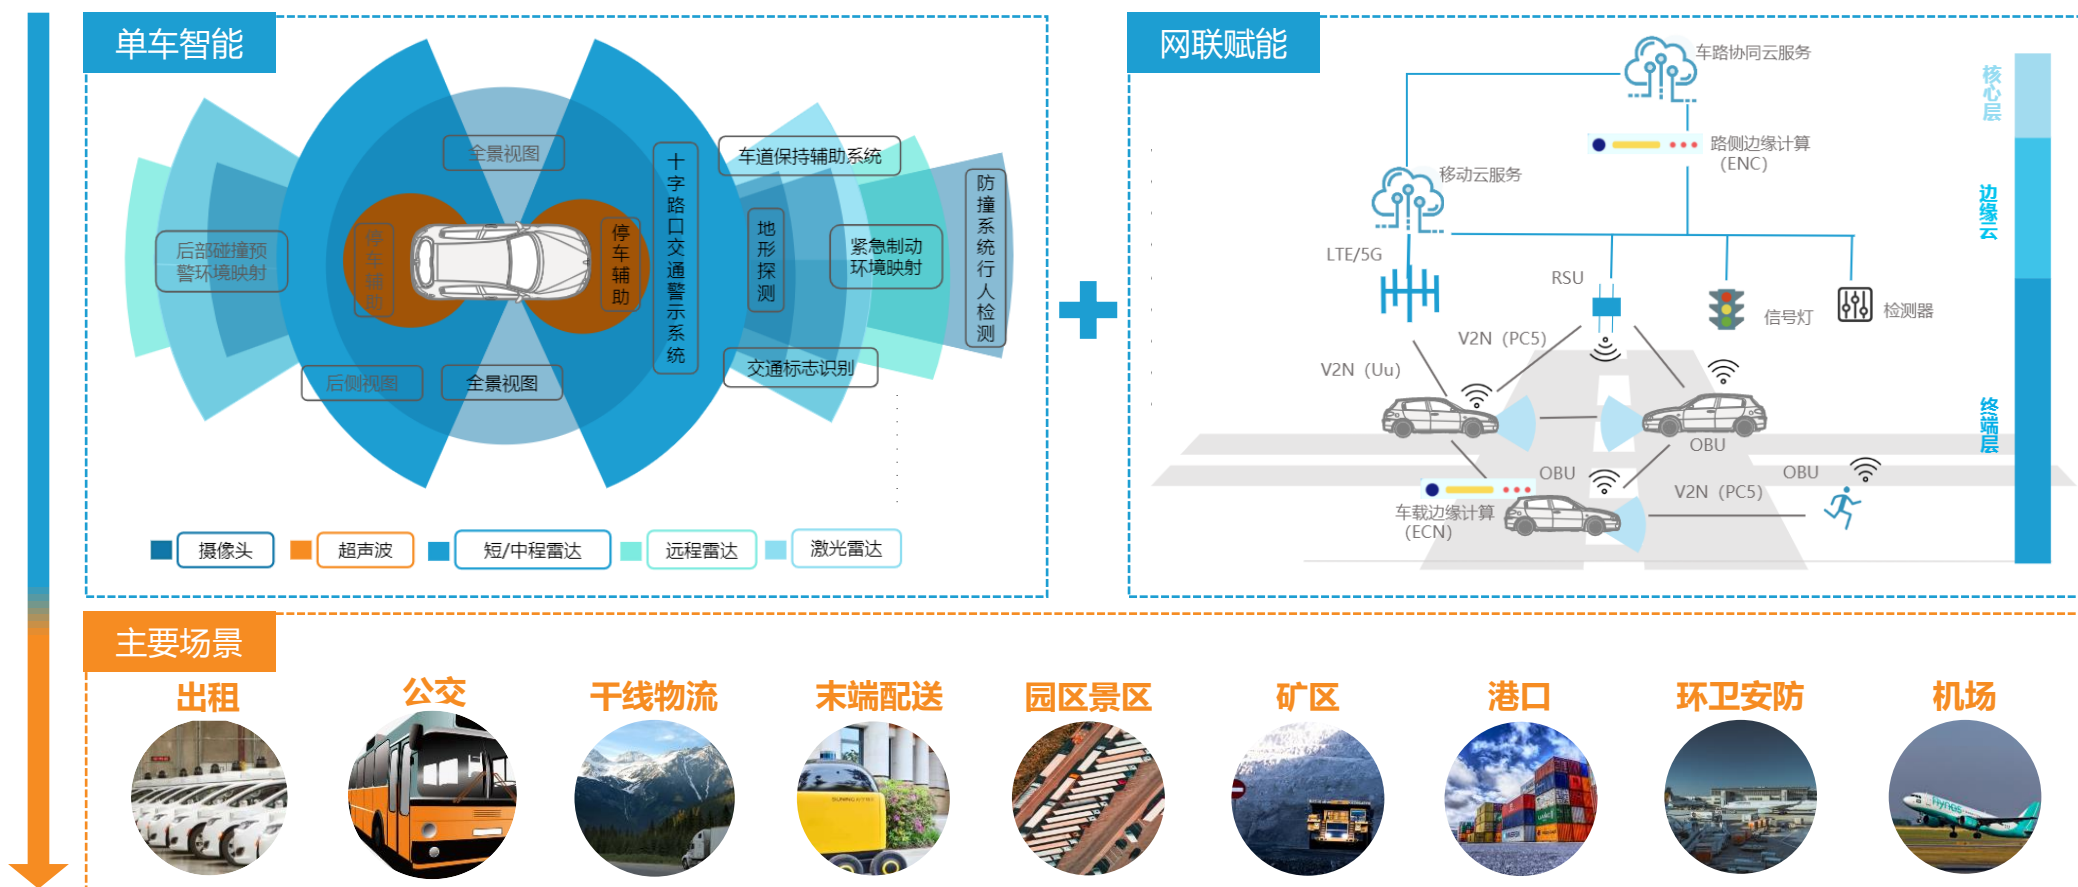 单车智能
全景视图
十字路口交通警示系统
车道保持辅助系统
防撞系统行人检测
后部碰撞预
警环境映射
停车辅助
停车辅助
地形探测
紧急制动
环境映射
后侧视图
全景视图
交通标志识别
摄像头
超声波
短/中程雷达
远程雷达
激光雷达
网联赋能
车路协同云服务
核心层
路侧边缘计算
（ENC）
移动云服务
边缘云
LTE/5G
RSU
信号灯
检测器
V2N（PC5）
V2N（Uu）
终端层
OBU
OBU
OBU
V2N（PC5）
车载边缘计算
（ECN）
主要场景
出租
公交
干线物流
末端配送
园区景区
矿区
港口
环卫安防
机场
flynas